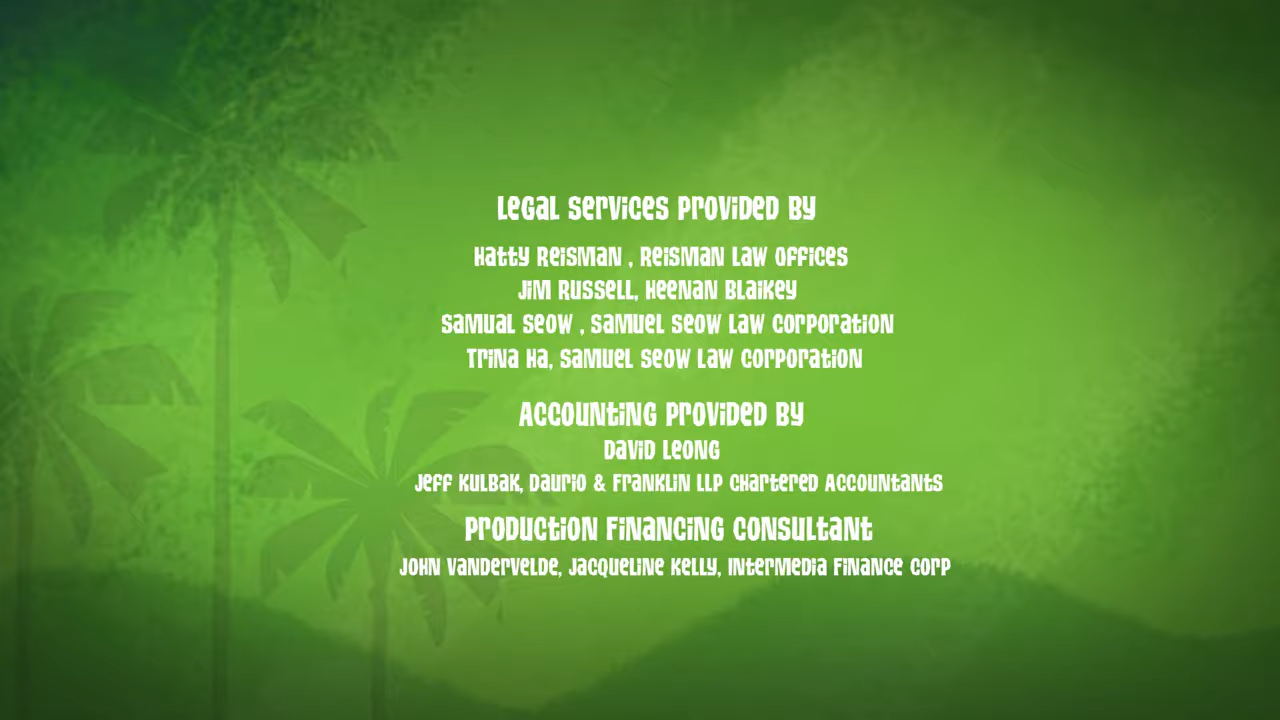 Legal Services Provided By
Hatty Reisman , Reisman Law Offices
Jim Russell, Heenan Blaikey
Samual Seow , Samuel Seow Law Corporation
Trina Ha, Samuel Seow Law Corporation
Accounting Provided By
David Leong
Jeff Kulbak, Daurio & Franklin LLP Chartered Accountants
Production Financing Consultant
John Vandervelde, Jacqueline Kelly, Intermedia Finance Corp